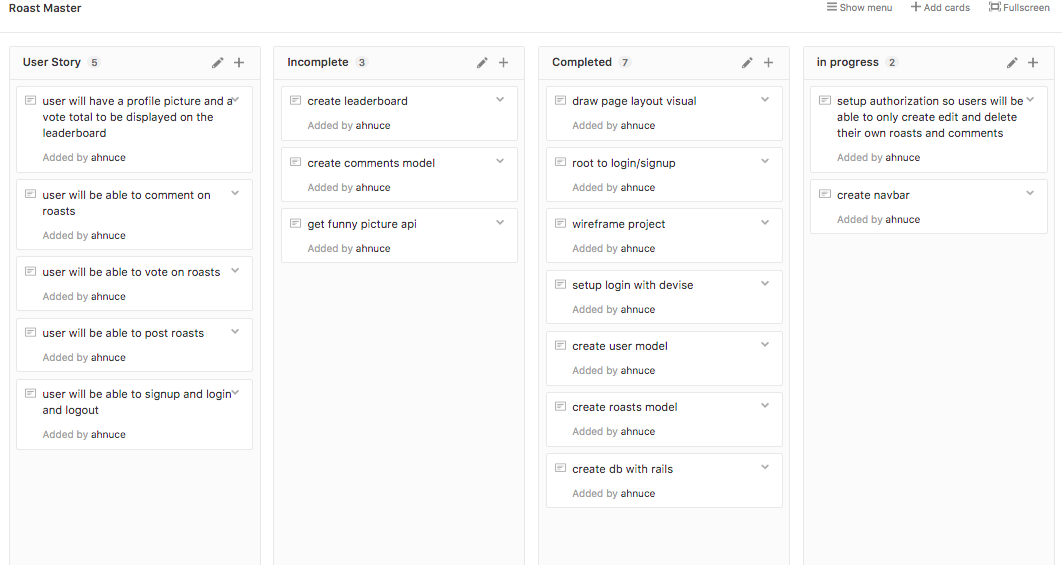 Roast Master
Show menu
Add cards
Fullscreen
User Story 5
user will have a profile picture and a
vote total to be displayed on the
leaderboard
Added by ahnuce
user will be able to comment on
roasts
Added by ahnuce
user will be able to vote on roasts
Added by ahnuce
user will be able to post roasts
Added by ahnuce
user will be able to signup and login
and logout
Added by ahnuce
Incomplete 3
create leaderboard
Added by ahnuce
create comments model
Added by ahnuce
get funny picture api
Added by ahnuce
Completed 7
draw page layout visual
Added by ahnuce
root to login/signup
Added by ahnuce
wireframe project
Added by ahnuce
setup login with devise
Added by ahnuce
create user model
Added by ahnuce
create roasts model
Added by ahnuce
create db with rails
Added by ahnuce
in progress 2
setup authorization so users will be
able to only create edit and delete
their own roasts and comments
Added by ahnuce
create navbar
Added by ahnuce